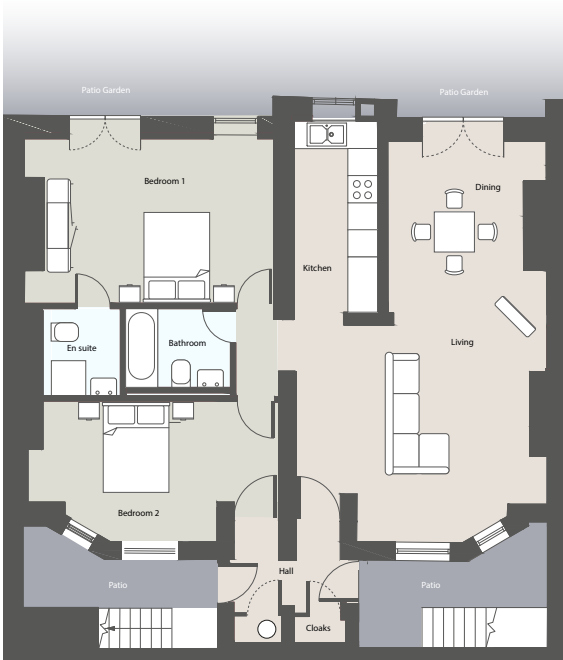 Patio Garden
Patio Garden
Bedroom 1
Dining
Kitchen
Living
En suite
Bathroom
Bedroom 2
Hall
Patio
Patio
Cloaks